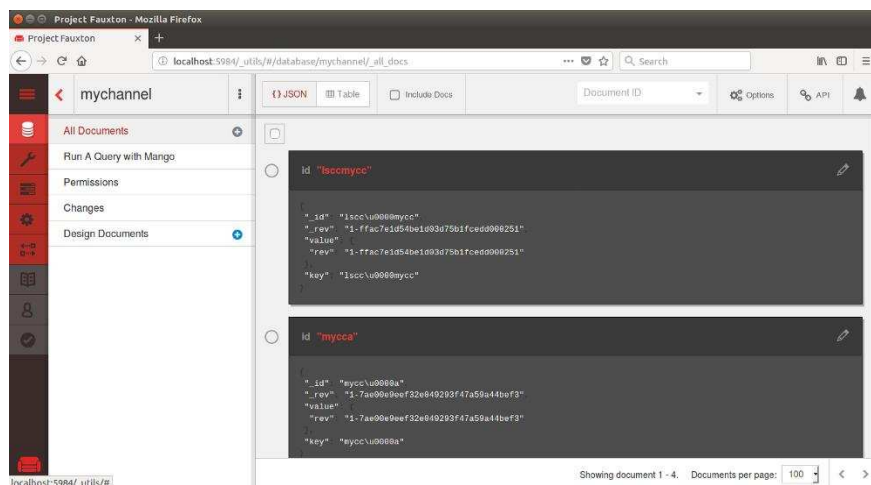 Project Fauxton - Mozilla Firefox
Project Fauxton × +
localhost:5984/_utils/#/database/mychannel/_all_docs
Search
mychannel
{} JSON
Table
Include Docs
Document ID
Options
API
All Documents
Run A Query with Mango
Permissions
Changes
Design Documents
id "lsccmycc"
{
"_id" "lscc\u0000mycc"
"_rev" "1-ffac7e1d54be1d03d75b1fcedd000251"
"value" {
"rev" "1-ffac7e1d54be1d03d75b1fcedd000251"
}
"key" "lscc\u0000mycc"
}
id "mycca"
{
"_id" "mycc\u0000a"
"_rev" "1-7ae00e9eef32e049293f47a59a44bef3"
"value" {
"rev" "1-7ae00e9eef32e049293f47a59a44bef3"
}
"key" "mycc\u0000a"
Showing document 1 - 4. Documents per page: 100
localhost:5984/_utils/#